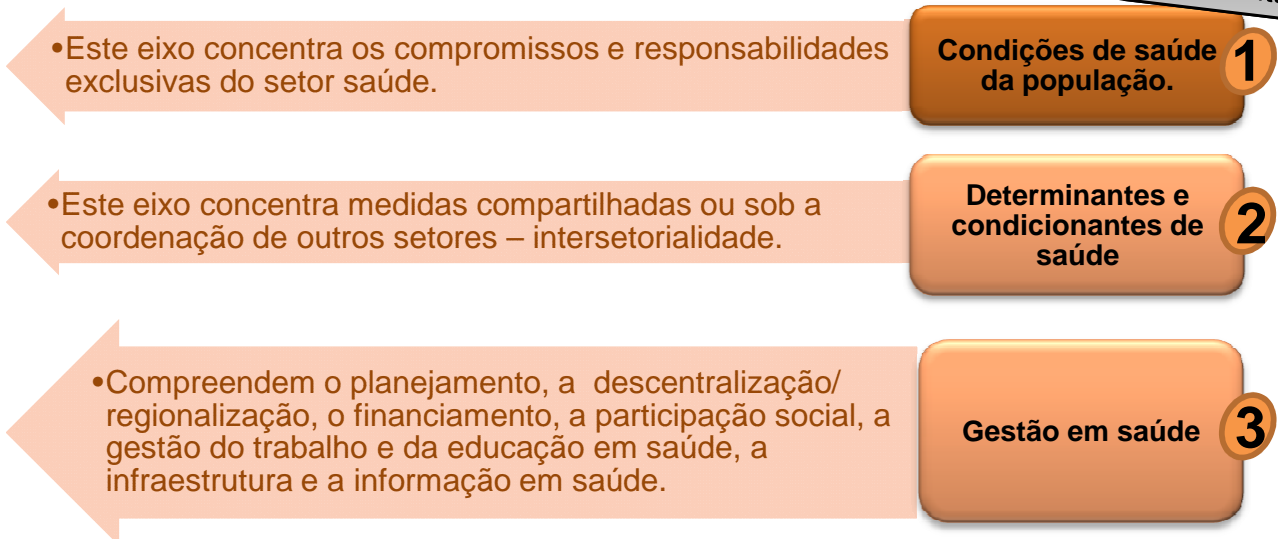 •Este eixo concentra os compromissos e responsabilidades
exclusivas do setor saúde.
Condições de saúde
da população.
1
•Este eixo concentra medidas compartilhadas ou sob a
coordenação de outros setores – intersetorialidade.
Determinantes e
condicionantes de
saúde
2
•Compreendem o planejamento, a descentralização/
regionalização, o financiamento, a participação social, a
gestão do trabalho e da educação em saúde, a
infraestrutura e a informação em saúde.
Gestão em saúde
3